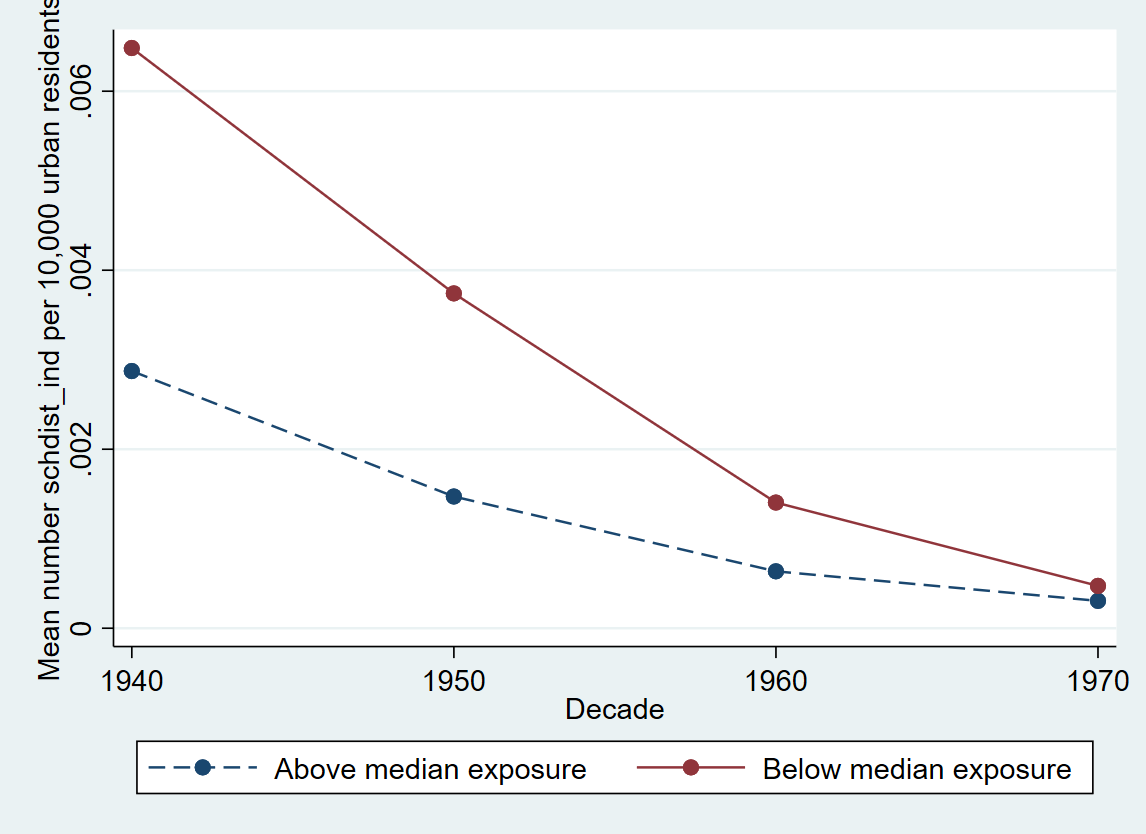 Mean number schdist_ind per 10,000 urban residents
.006
.004
.002
0
1940 1950 1960 1970
Decade
Above median exposure Below median exposure